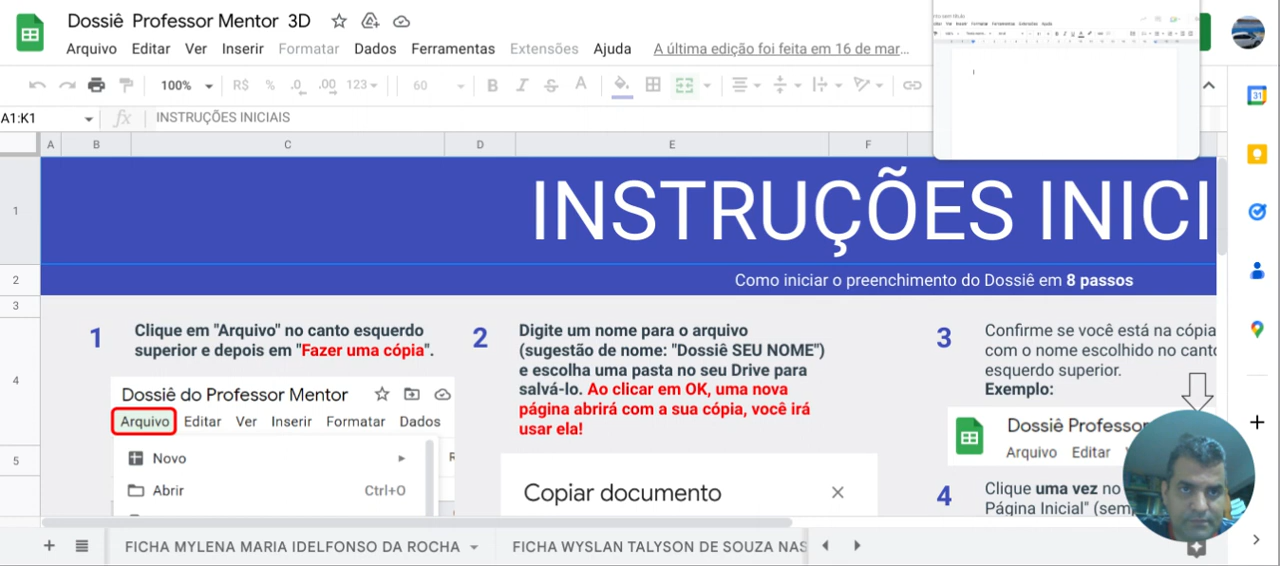 Dossiê Professor Mentor 3D
Arquivo Editar Ver Inserir Formatar Dados Ferramentas Extensões Ajuda A última edição foi feita em 16 de mar…
100% R$ % .0 .00 123 60 B I S A
A1:K1 fx INSTRUÇÕES INICIAIS
A B C D E F
1
INSTRUÇÕES INICI
2
Como iniciar o preenchimento do Dossiê em 8 passos
3
4
5
1
Clique em "Arquivo" no canto esquerdo
superior e depois em "Fazer uma cópia".
Dossiê do Professor Mentor
Arquivo Editar Ver Inserir Formatar Dados
Novo
Abrir Ctrl+O
2
Digite um nome para o arquivo
(sugestão de nome: "Dossiê SEU NOME")
e escolha uma pasta no seu Drive para
salvá-lo. Ao clicar em OK, uma nova
página abrirá com a sua cópia, você irá
usar ela!
Copiar documento
3
Confirme se você está na cópia
com o nome escolhido no canto
esquerdo superior.
Exemplo:
Dossiê Professor
Arquivo Editar
4
Clique uma vez no
Página Inicial" (sem
FICHA MYLENA MARIA IDELFONSO DA ROCHA FICHA WYSLAN TALYSON DE SOUZA NAS
31